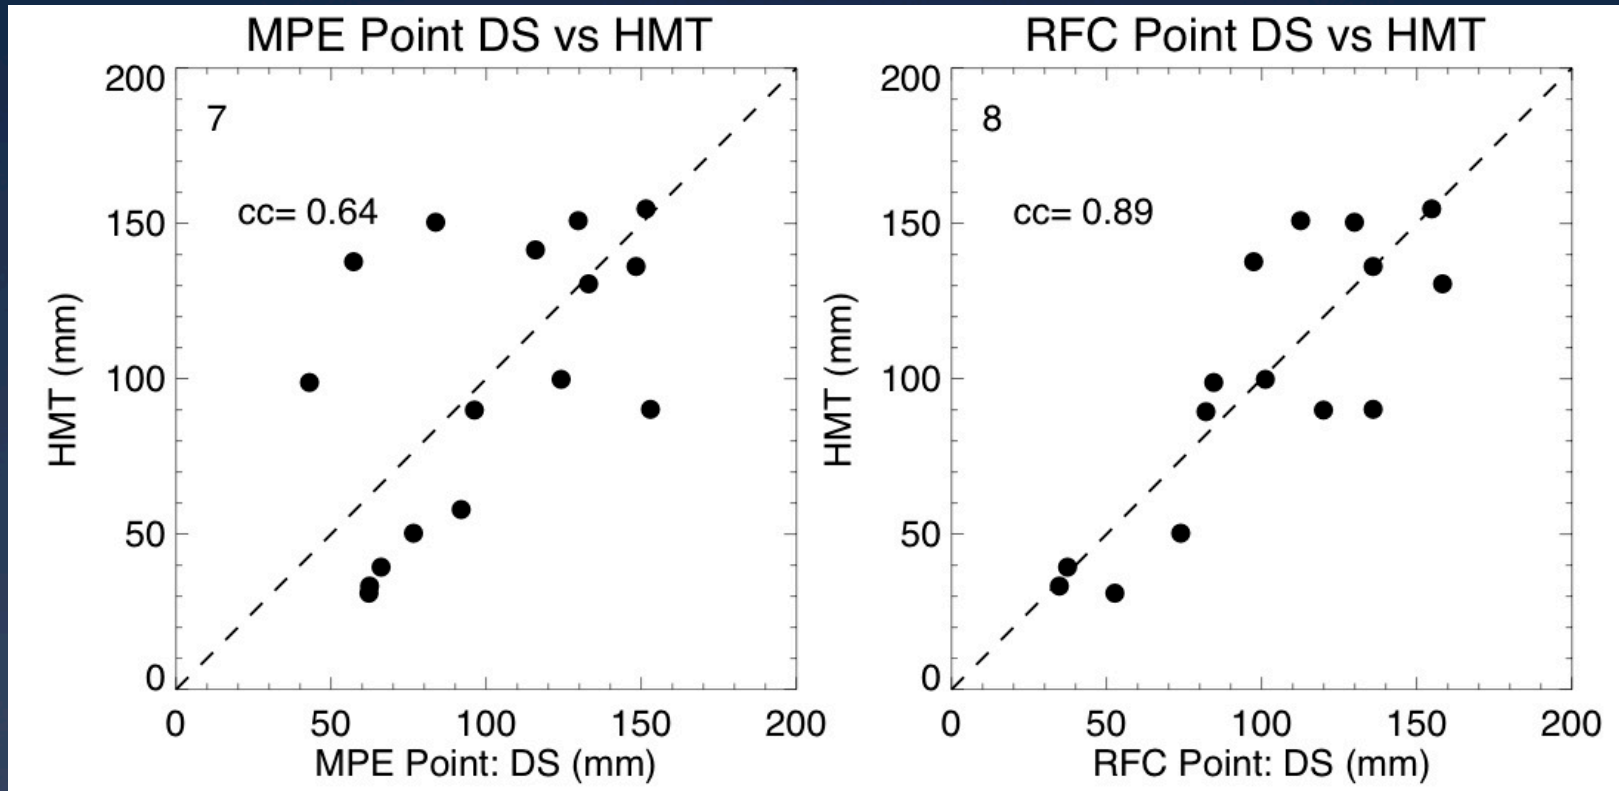 MPE Point DS vs HMT
200
7
cc= 0.64
150
100
50
0
HMT (mm)
0 50 100 150 200
MPE Point: DS (mm)
RFC Point DS vs HMT
200
8
cc= 0.89
150
100
50
0
HMT (mm)
0 50 100 150 200
RFC Point: DS (mm)